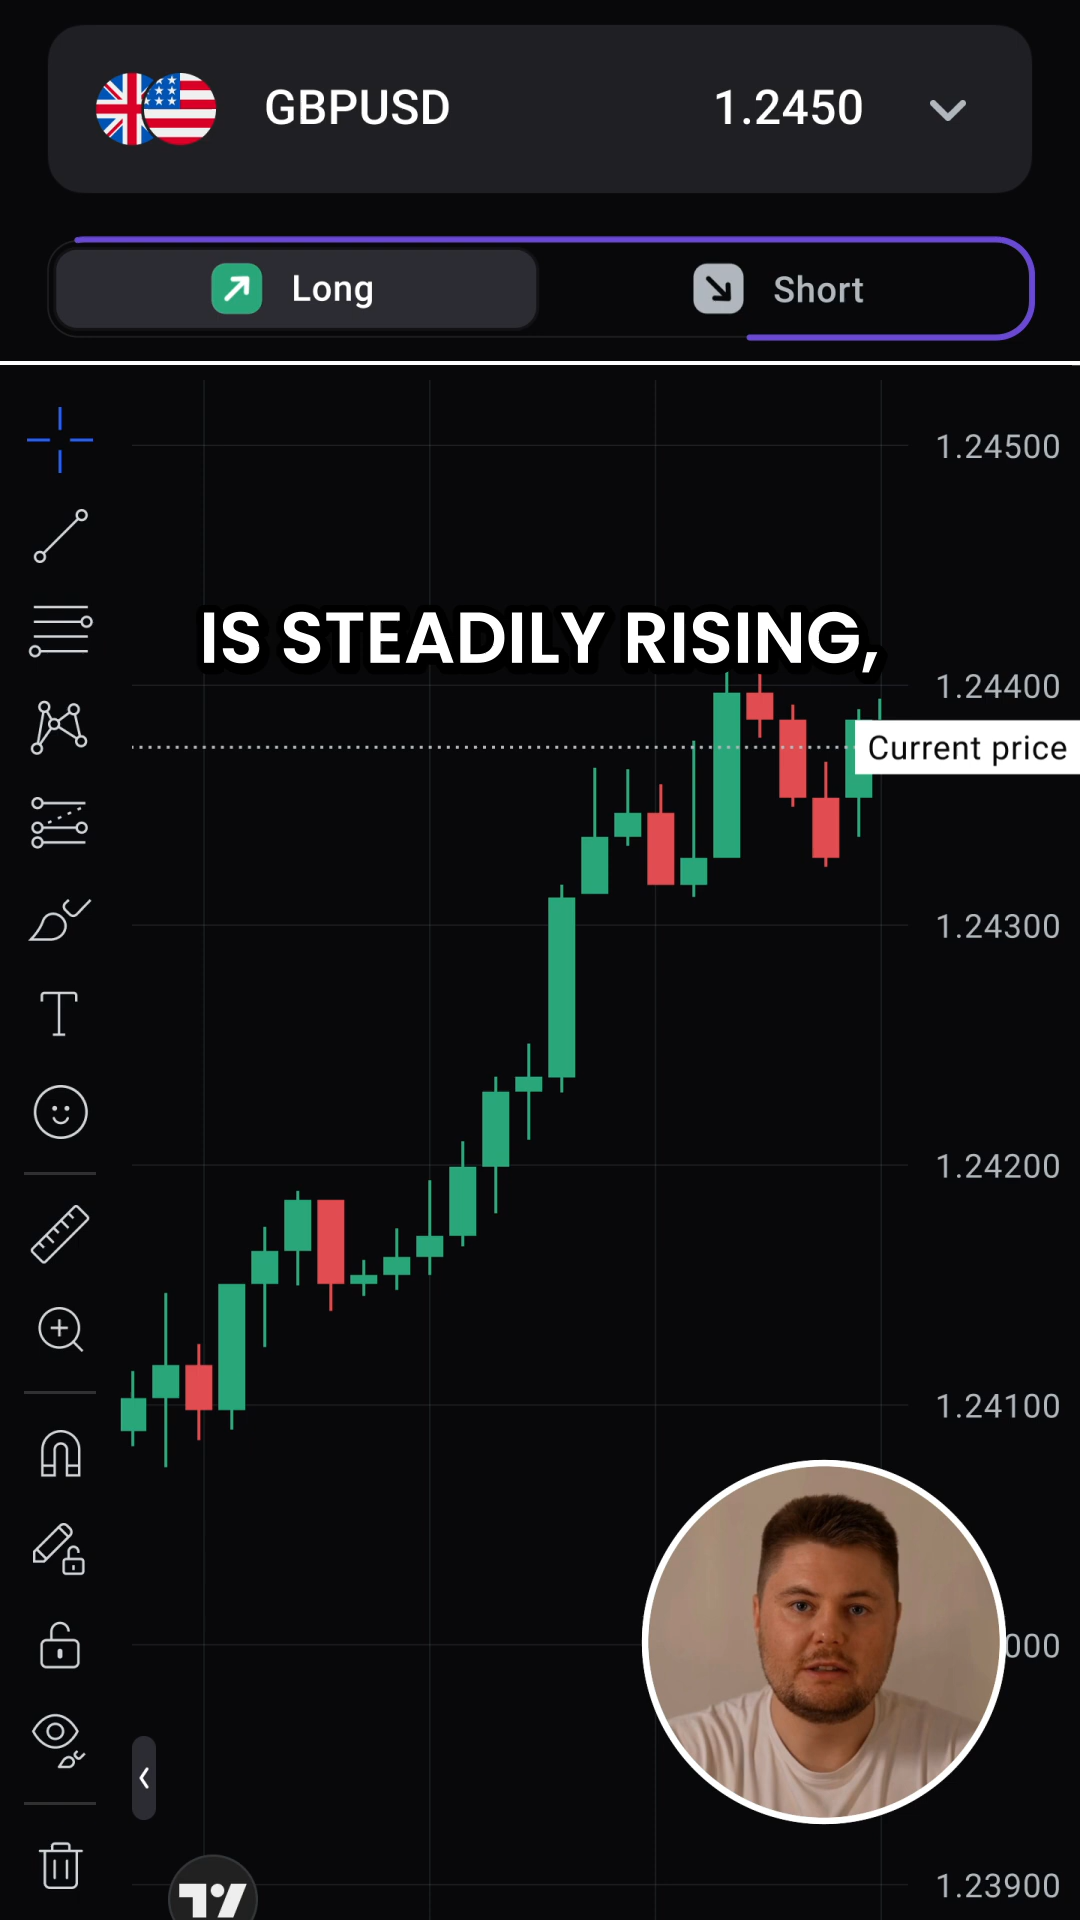 GBPUSD 1.2450
Long Short
1.24500
IS STEADILY RISING,
1.24400
Current price
1.24300
1.24200
1.24100
000
1.23900